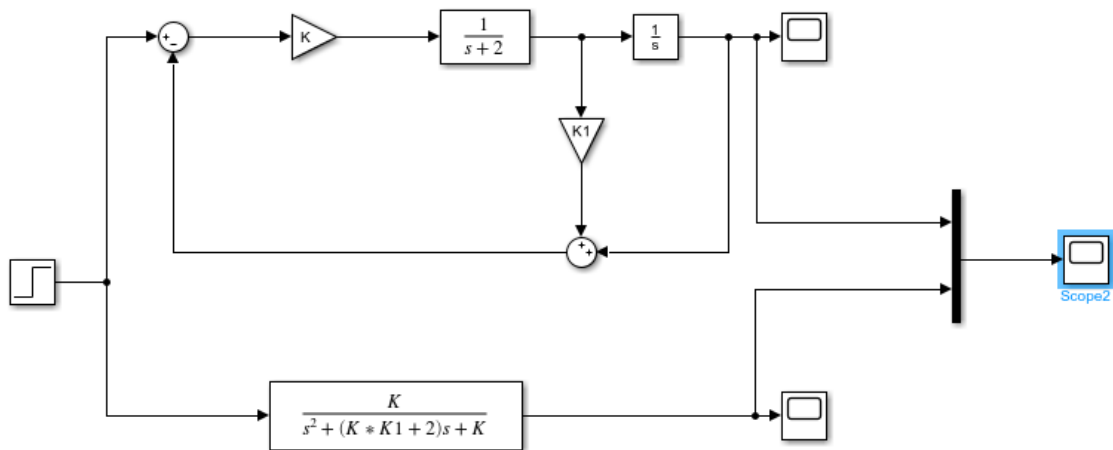 +
−
K
1
s + 2
1
s
K1
+
+
K
s² + (K ∗ K1 + 2)s + K
Scope2